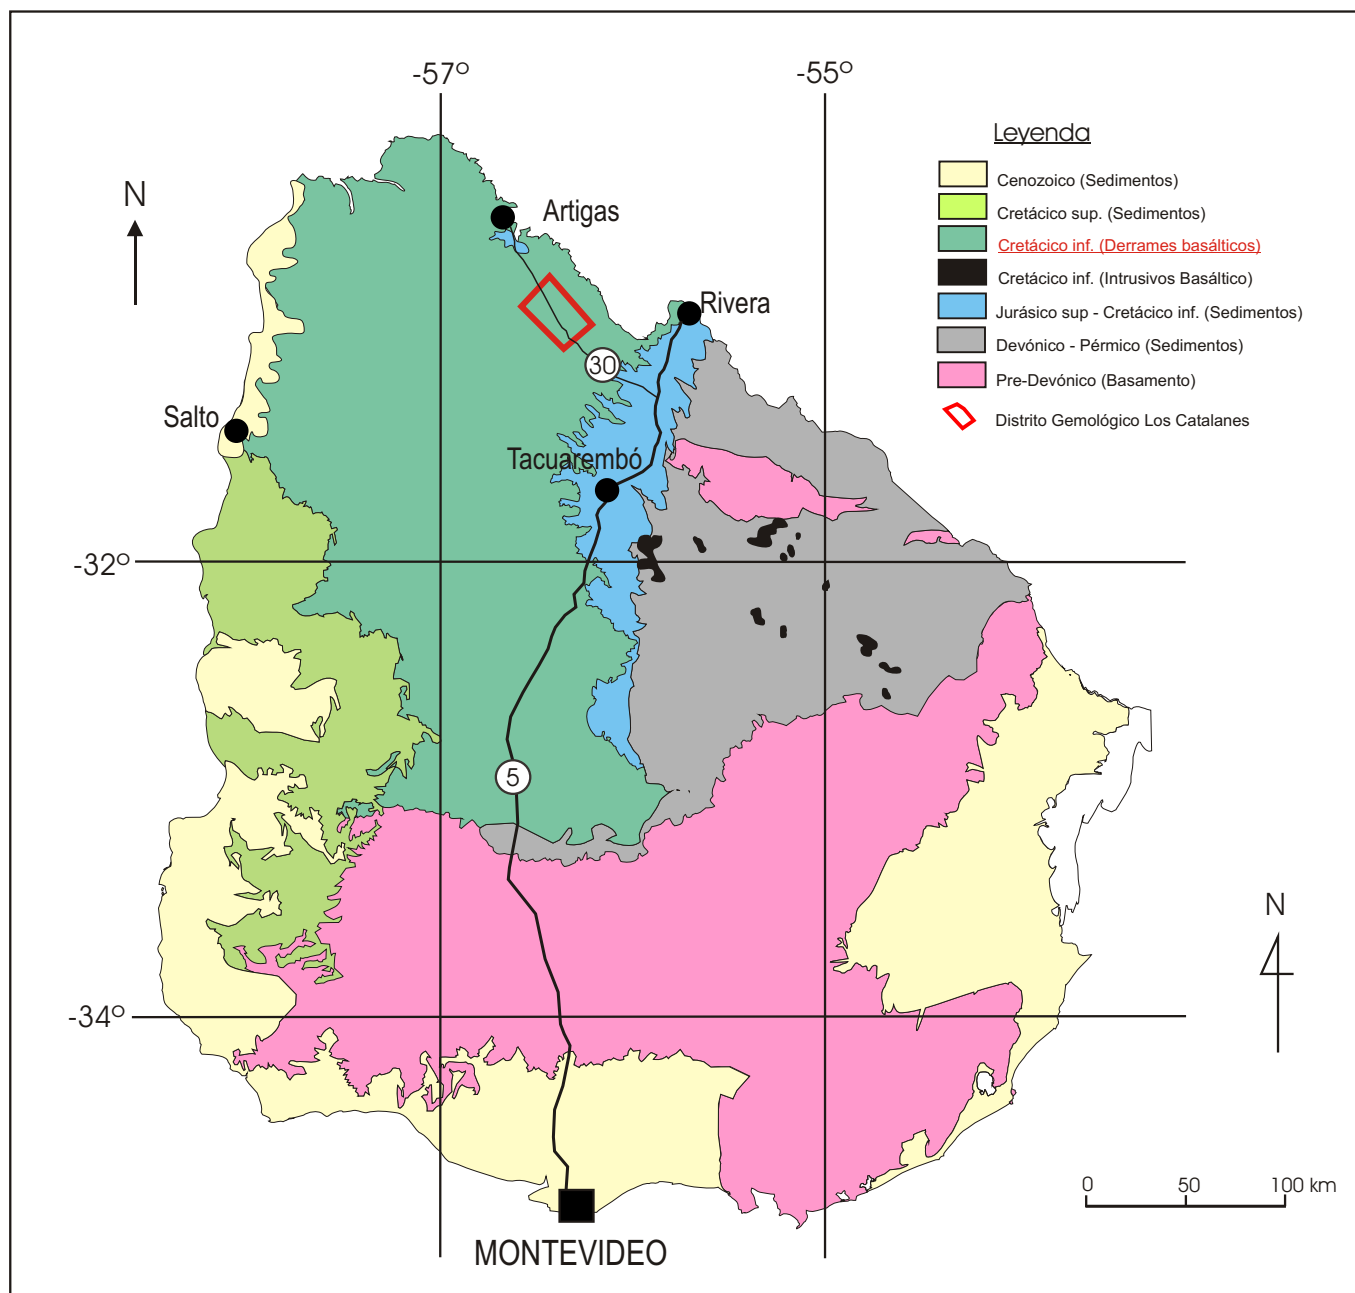 -57°
-55°
Leyenda
N
Cenozoico (Sedimentos)
Cretácico sup. (Sedimentos)
Artigas
Cretácico inf. (Derrames basálticos)
Cretácico inf. (Intrusivos Basáltico)
Rivera
Jurásico sup - Cretácico inf. (Sedimentos)
Devónico - Pérmico (Sedimentos)
30
Pre-Devónico (Basamento)
Salto
Distrito Gemológico Los Catalanes
Tacuarembó
-32°
5
N
-34°
0 50 100 km
MONTEVIDEO